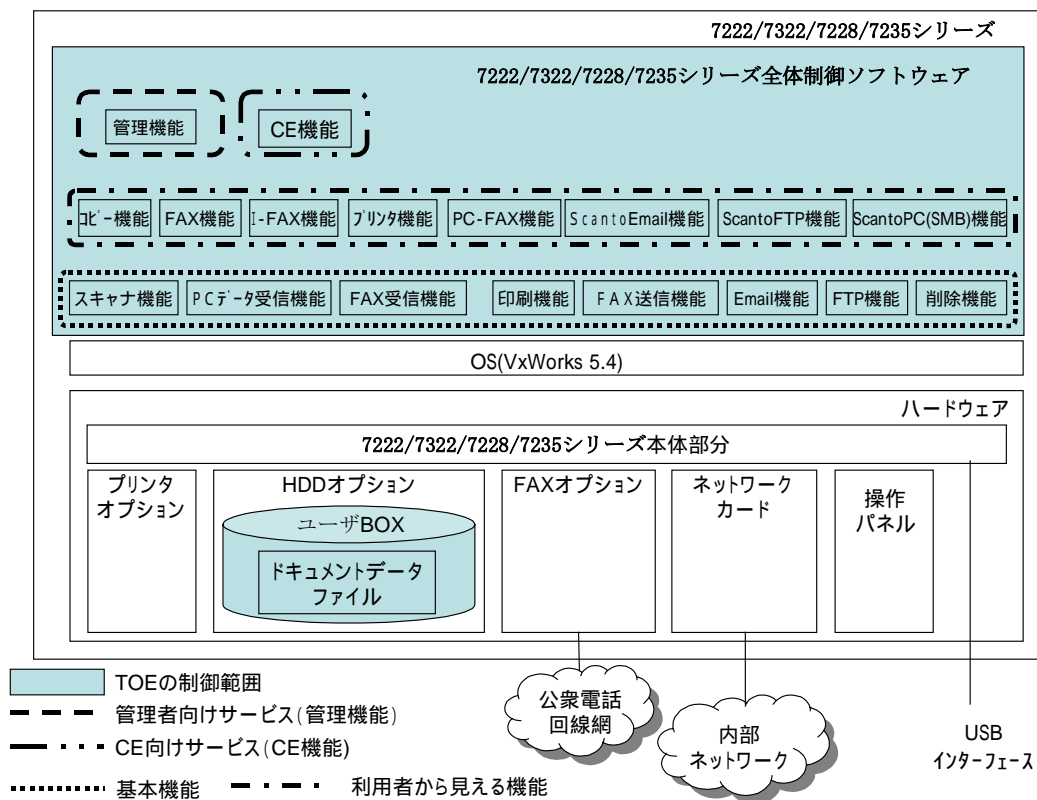 7222/7322/7228/7235シリーズ
7222/7322/7228/7235シリーズ全体制御ソフトウェア
管理機能
CE機能
コピー機能
FAX機能
I-FAX機能
プリンタ機能
PC-FAX機能
ScantoEmail機能
ScantoFTP機能
ScantoPC(SMB)機能
スキャナ機能
PCデータ受信機能
FAX受信機能
印刷機能
FAX送信機能
Email機能
FTP機能
削除機能
OS(VxWorks 5.4)
ハードウェア
7222/7322/7228/7235シリーズ本体部分
プリンタ
オプション
HDDオプション
ユーザBOX
ドキュメントデータ
ファイル
FAXオプション
ネットワーク
カード
操作
パネル
TOEの制御範囲
管理者向けサービス(管理機能)
CE向けサービス(CE機能)
基本機能
利用者から見える機能
公衆電話
回線網
内部
ネットワーク
USB
インターフェース